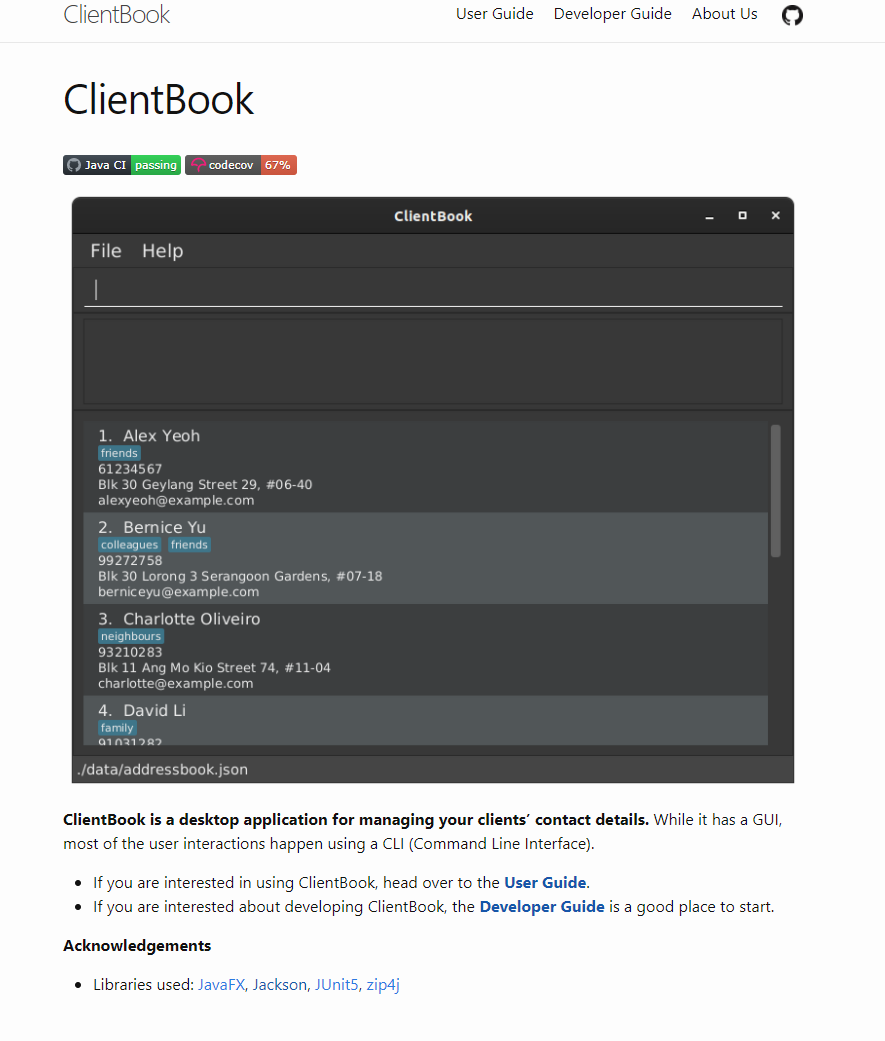 ClientBook User Guide Developer Guide About Us
ClientBook
Java CI passing codecov 67%
ClientBook
File Help
1. Alex Yeoh
friends
61234567
Blk 30 Geylang Street 29, #06-40
alexyeoh@example.com
2. Bernice Yu
colleagues friends
99272758
Blk 30 Lorong 3 Serangoon Gardens, #07-18
berniceyu@example.com
3. Charlotte Oliveiro
neighbours
93210283
Blk 11 Ang Mo Kio Street 74, #11-04
charlotte@example.com
4. David Li
family
91031282
./data/addressbook.json
ClientBook is a desktop application for managing your clients’ contact details. While it has a GUI,
most of the user interactions happen using a CLI (Command Line Interface).
• If you are interested in using ClientBook, head over to the User Guide.
• If you are interested about developing ClientBook, the Developer Guide is a good place to start.
Acknowledgements
• Libraries used: JavaFX, Jackson, JUnit5, zip4j